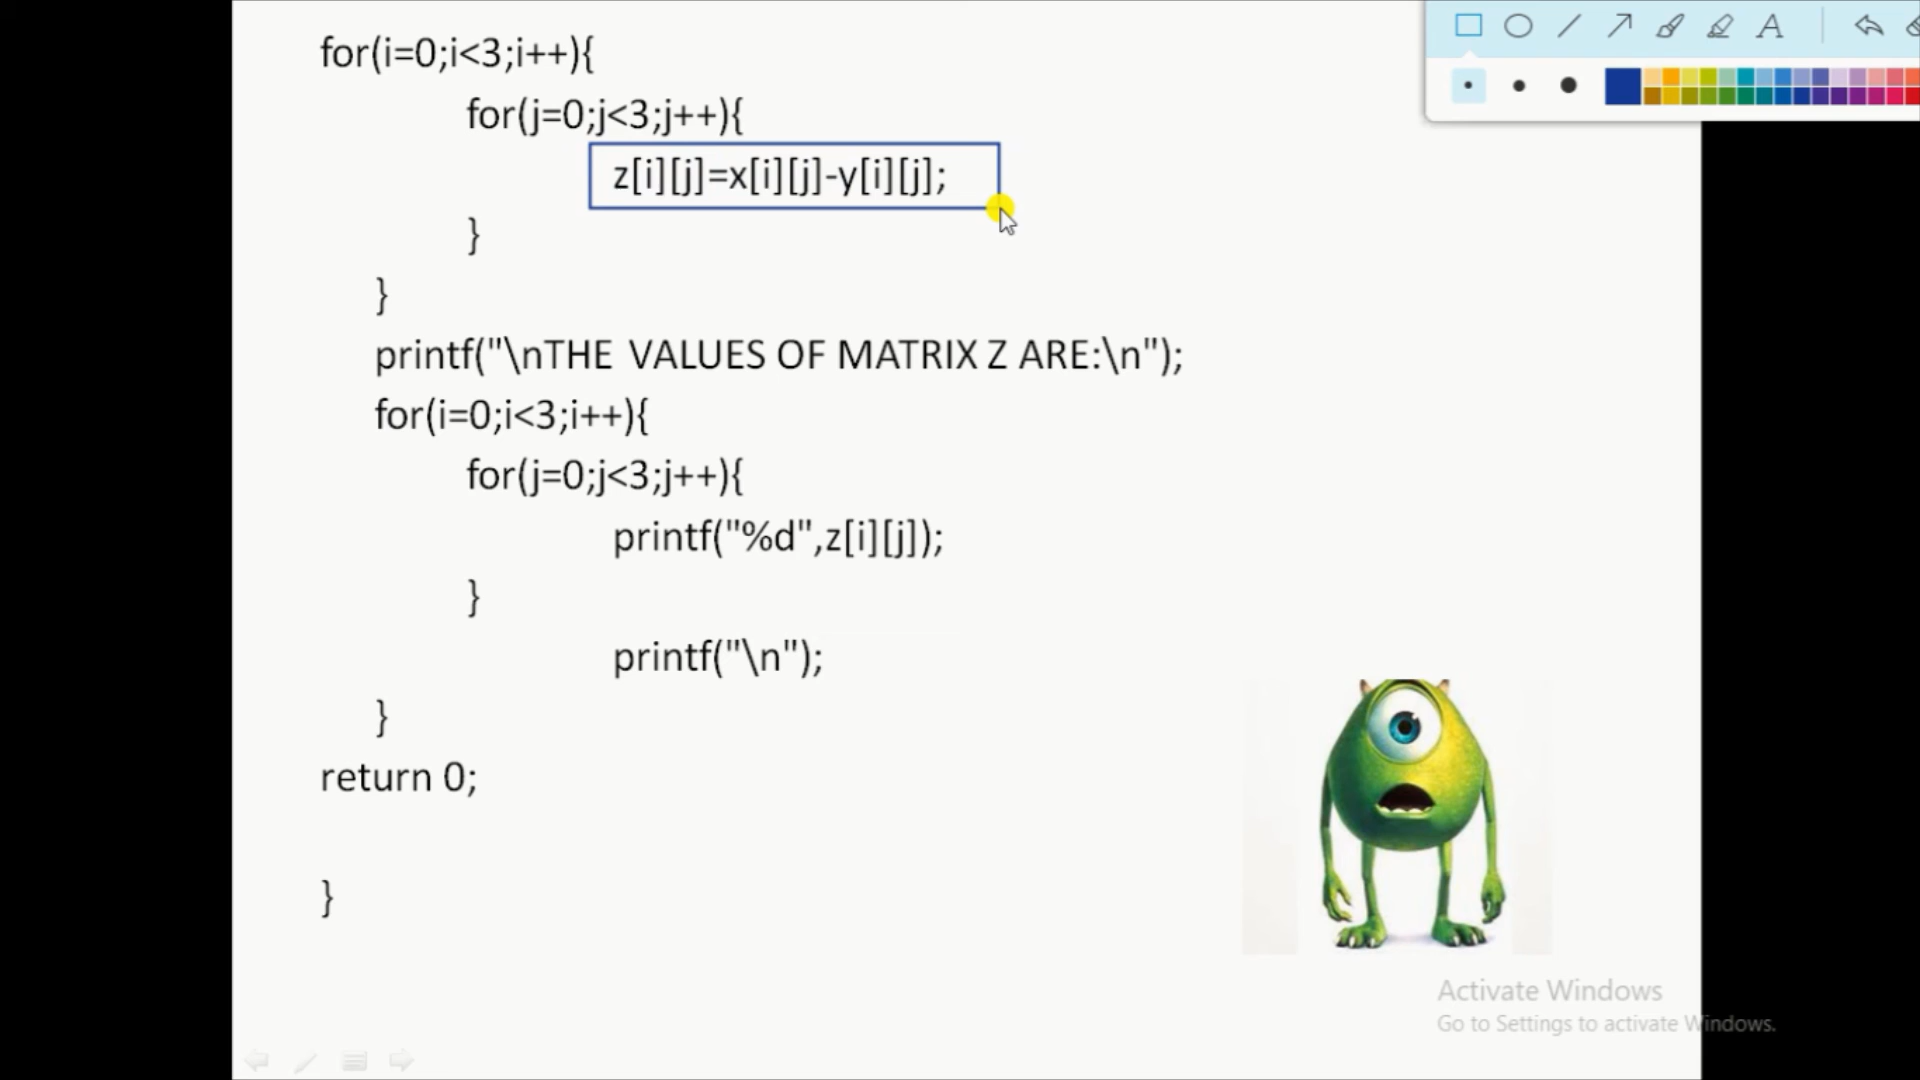 for(i=0;i<3;i++){
for(j=0;j<3;j++){
z[i][j]=x[i][j]-y[i][j];
}
}
printf("\nTHE VALUES OF MATRIX Z ARE:\n");
for(i=0;i<3;i++){
for(j=0;j<3;j++){
printf("%d",z[i][j]);
}
printf("\n");
}
return 0;
}
A
Activate Windows
Go to Settings to activate Windows.